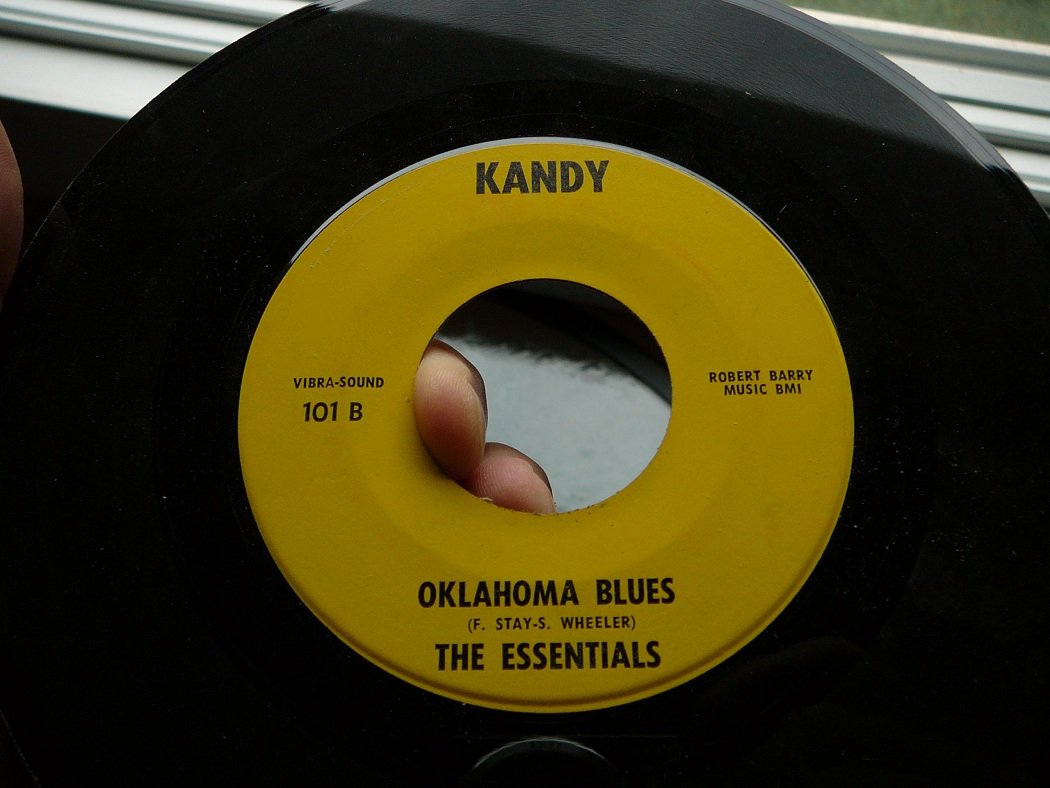 KANDY
VIBRA-SOUND
101 B
ROBERT BARRY
MUSIC BMI
OKLAHOMA BLUES
(F. STAY-S. WHEELER)
THE ESSENTIALS